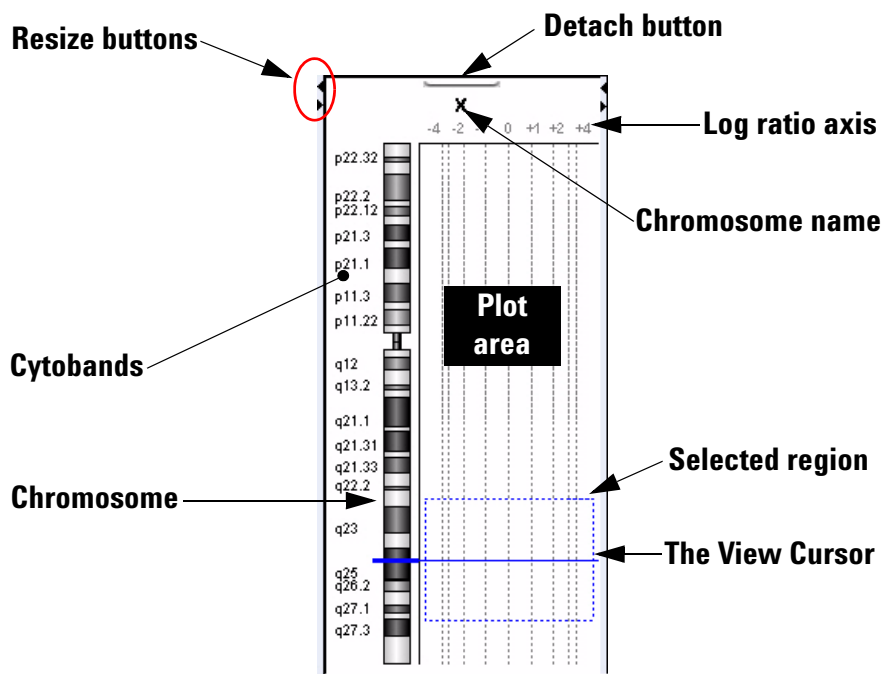 Resize buttons
Detach button
X
-4 -2 0 +1 +2 +4
Log ratio axis
Chromosome name
p22.32
p22.2
p22.12
p21.3
p21.1
p11.3
p11.22
Plot
area
Cytobands
q12
q13.2
q21.1
q21.31
q21.33
q22.2
Selected region
Chromosome
q23
The View Cursor
q25
q26.2
q27.1
q27.3